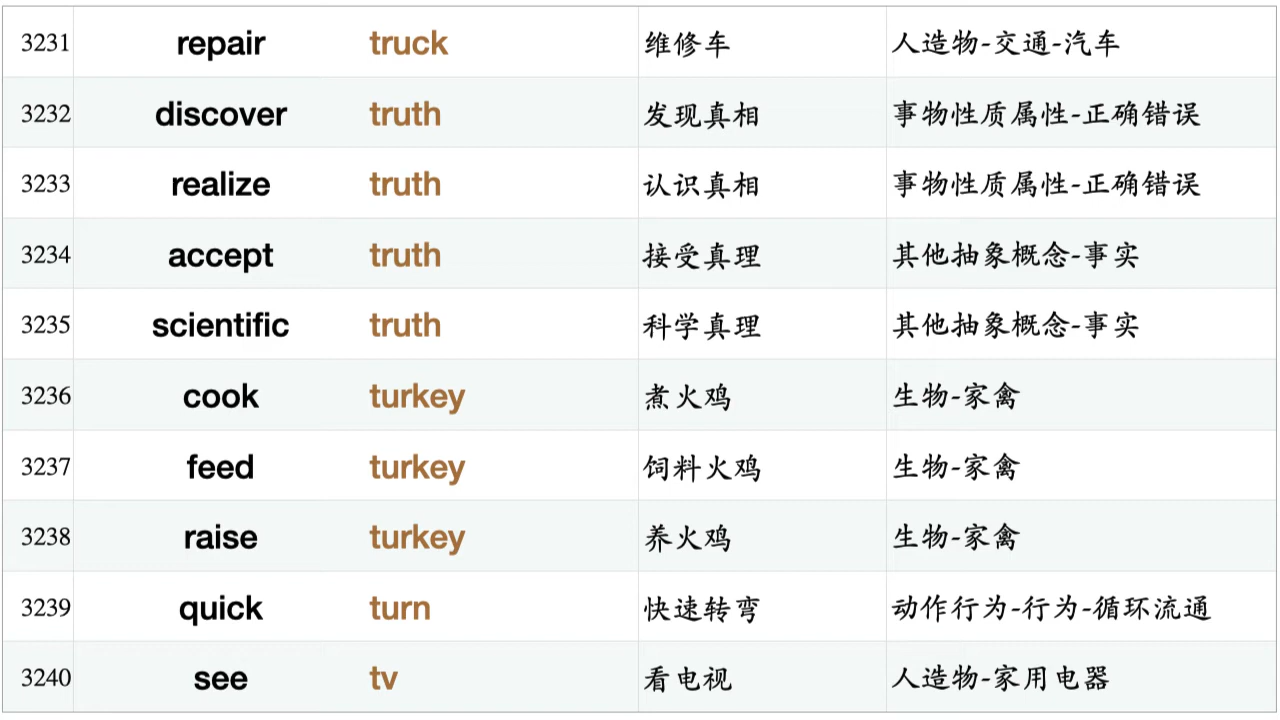 3231 repair truck 维修车 人造物-交通-汽车
3232 discover truth 发现真相 事物性质属性-正确错误
3233 realize truth 认识真相 事物性质属性-正确错误
3234 accept truth 接受真理 其他抽象概念-事实
3235 scientific truth 科学真理 其他抽象概念-事实
3236 cook turkey 煮火鸡 生物-家禽
3237 feed turkey 饲料火鸡 生物-家禽
3238 raise turkey 养火鸡 生物-家禽
3239 quick turn 快速转弯 动作行为-行为-循环流通
3240 see tv 看电视 人造物-家用电器